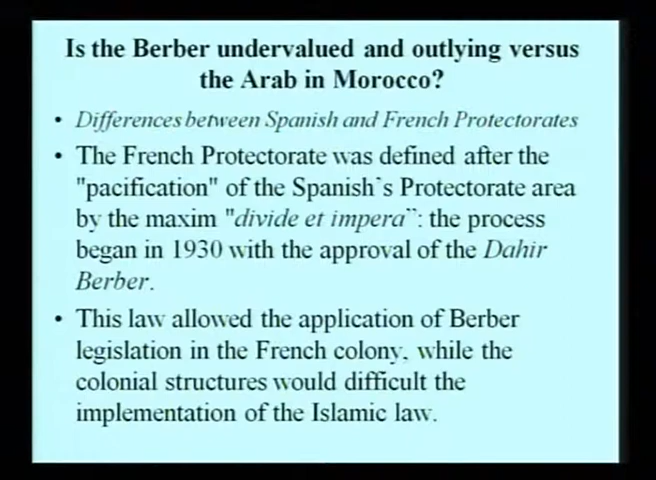 Is the Berber undervalued and outlying versus
the Arab in Morocco?
• Differences between Spanish and French Protectorates
• The French Protectorate was defined after the
"pacification" of the Spanish`s Protectorate area
by the maxim "divide et impera¨: the process
began in 1930 with the approval of the Dahir
Berber.
• This law allowed the application of Berber
legislation in the French colony, while the
colonial structures would difficult the
implementation of the Islamic law.